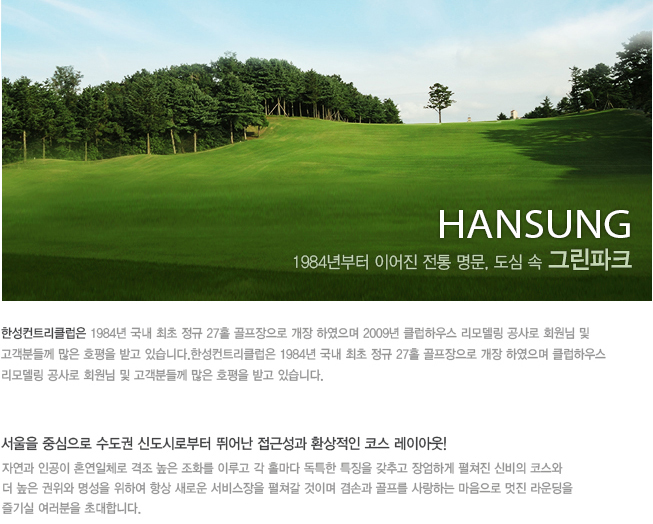 HANSUNG
1984년부터 이어진 전통 명문, 도심 속 그린파크
한성컨트리클럽은 1984년 국내 최초 정규 27홀 골프장으로 개장 하였으며 2009년 클럽하우스 리모델링 공사로 회원님 및
고객분들께 많은 호평을 받고 있습니다.한성컨트리클럽은 1984년 국내 최초 정규 27홀 골프장으로 개장 하였으며 클럽하우스
리모델링 공사로 회원님 및 고객분들께 많은 호평을 받고 있습니다.
서울을 중심으로 수도권 신도시로부터 뛰어난 접근성과 환상적인 코스 레이아웃!
자연과 인공이 혼연일체로 격조 높은 조화를 이루고 각 홀마다 독특한 특징을 갖추고 장엄하게 펼쳐진 신비의 코스와
더 높은 권위와 명성을 위하여 항상 새로운 서비스장을 펼쳐갈 것이며 겸손과 골프를 사랑하는 마음으로 멋진 라운딩을
즐기실 여러분을 초대합니다.